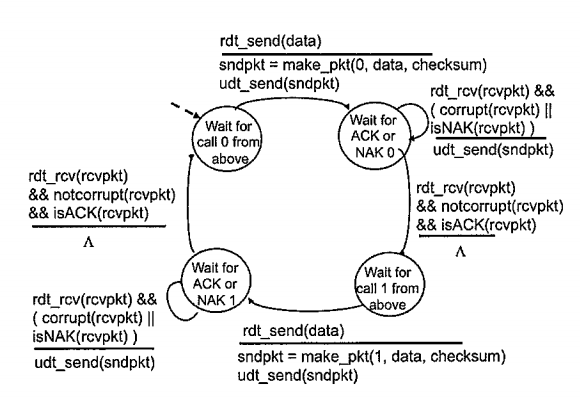 rdt_send(data)
sndpkt = make_pkt(0, data, checksum)
udt_send(sndpkt)
Wait for
call 0 from
above
Wait for
ACK or
NAK 0
rdt_rcv(rcvpkt) &&
( corrupt(rcvpkt) ||
isNAK(rcvpkt) )
udt_send(sndpkt)
rdt_rcv(rcvpkt)
&& notcorrupt(rcvpkt)
&& isACK(rcvpkt)
Λ
rdt_rcv(rcvpkt)
&& notcorrupt(rcvpkt)
&& isACK(rcvpkt)
Λ
Wait for
ACK or
NAK 1
Wait for
call 1 from
above
rdt_rcv(rcvpkt) &&
( corrupt(rcvpkt) ||
isNAK(rcvpkt) )
udt_send(sndpkt)
rdt_send(data)
sndpkt = make_pkt(1, data, checksum)
udt_send(sndpkt)